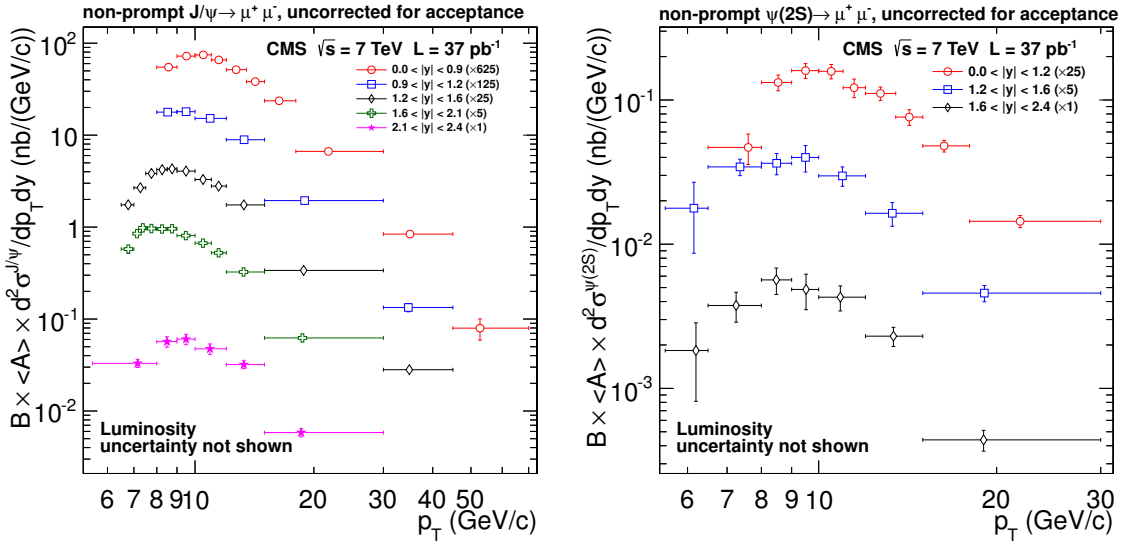 non-prompt J/ψ→ μ⁺ μ⁻, uncorrected for acceptance
B × <A> × d²σ^{J/ψ}/dp_T dy (nb/(GeV/c))
CMS √s = 7 TeV L = 37 pb⁻¹
0.0 < |y| < 0.9 (×625)
0.9 < |y| < 1.2 (×125)
1.2 < |y| < 1.6 (×25)
1.6 < |y| < 2.1 (×5)
2.1 < |y| < 2.4 (×1)
10²
10
1
10⁻¹
10⁻²
Luminosity
uncertainty not shown
6 7 8 9 10 20 30 40 50
p_T (GeV/c)
non-prompt ψ(2S)→ μ⁺ μ⁻, uncorrected for acceptance
B × <A> × d²σ^{ψ(2S)}/dp_T dy (nb/(GeV/c))
CMS √s = 7 TeV L = 37 pb⁻¹
0.0 < |y| < 1.2 (×25)
1.2 < |y| < 1.6 (×5)
1.6 < |y| < 2.4 (×1)
10⁻¹
10⁻²
10⁻³
Luminosity
uncertainty not shown
6 7 8 9 10 20 30
p_T (GeV/c)